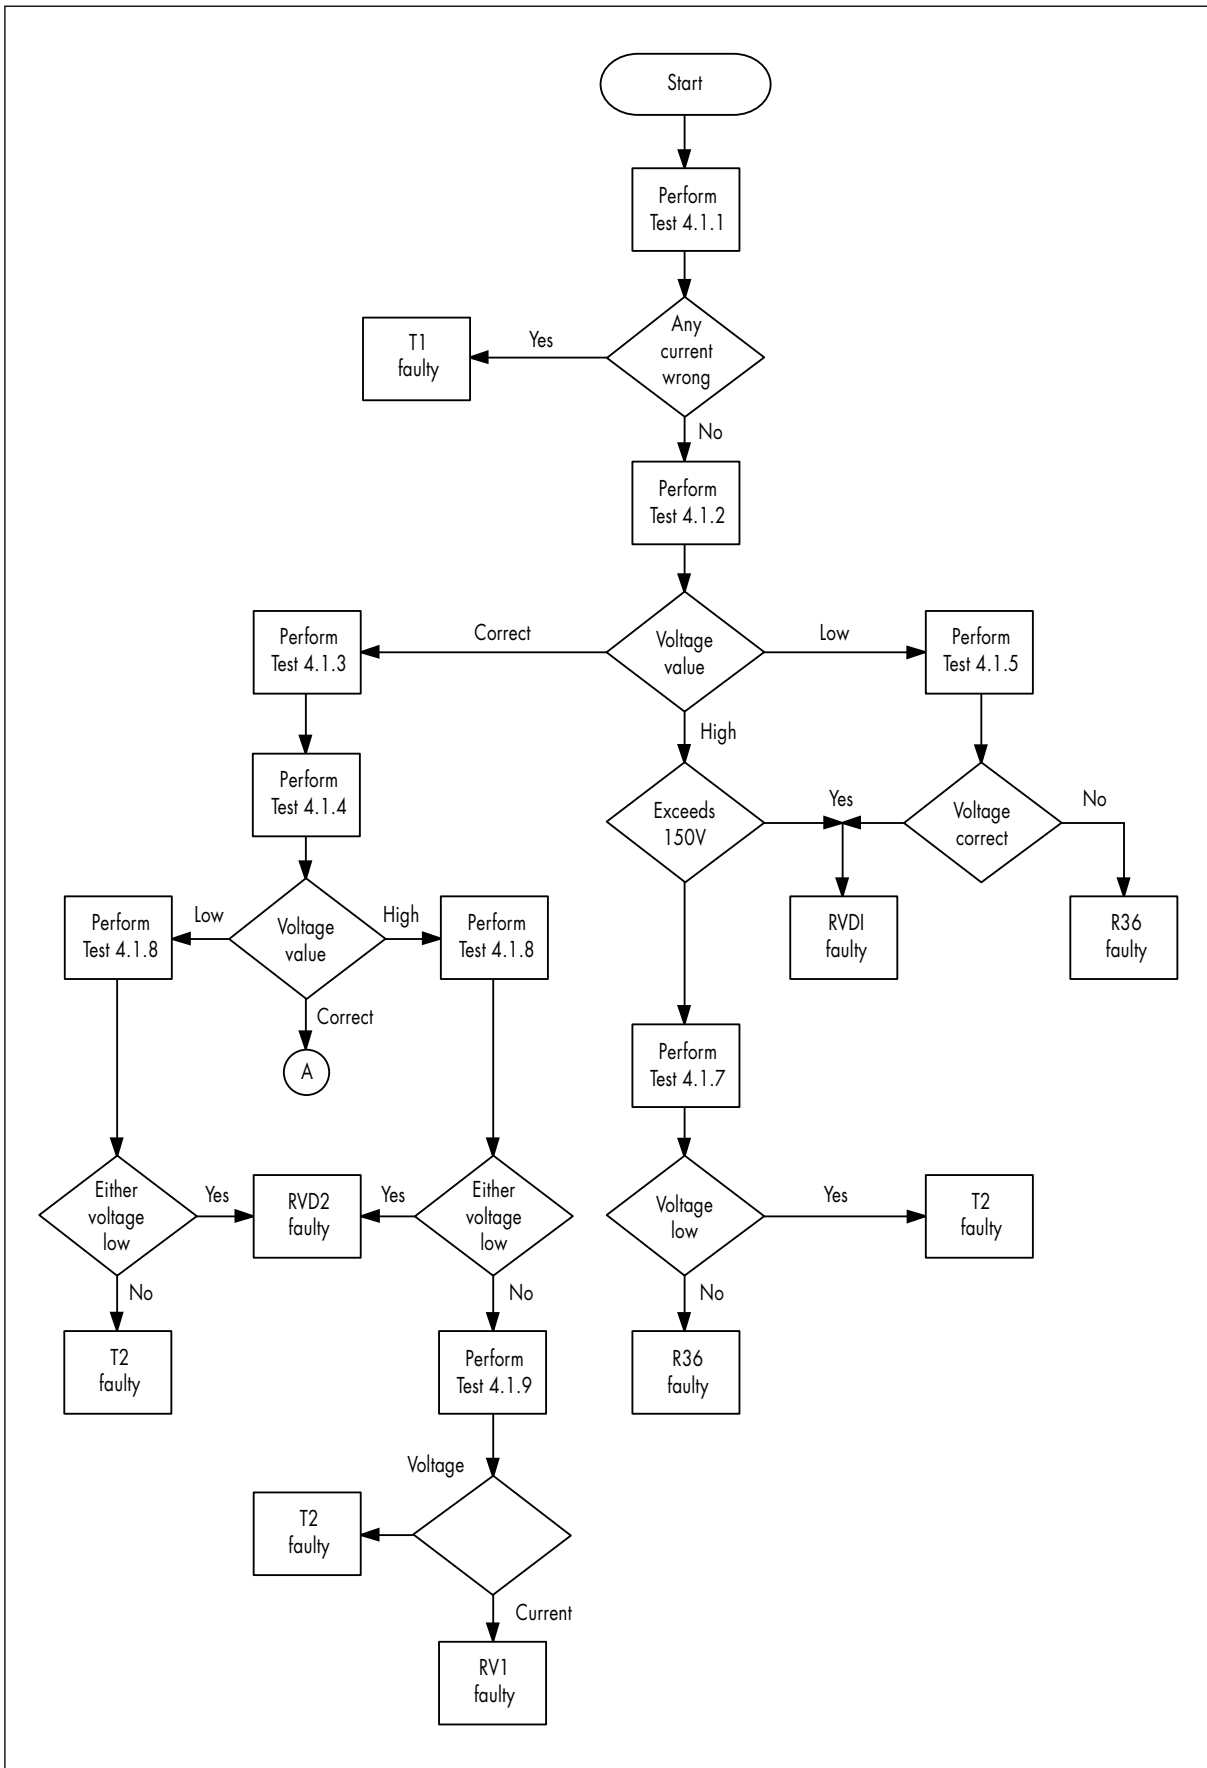 Start
Perform
Test 4.1.1
Any
current
wrong
Yes
T1
faulty
No
Perform
Test 4.1.2
Voltage
value
Correct
Low
High
Perform
Test 4.1.3
Perform
Test 4.1.5
Perform
Test 4.1.4
Exceeds
150V
Yes
Voltage
correct
No
RVDI
faulty
R36
faulty
Perform
Test 4.1.8
Low
Voltage
value
High
Perform
Test 4.1.8
Correct
A
Perform
Test 4.1.7
Either
voltage
low
Yes
RVD2
faulty
Yes
Either
voltage
low
Voltage
low
Yes
T2
faulty
No
T2
faulty
No
Perform
Test 4.1.9
No
R36
faulty
Voltage
T2
faulty
Current
RV1
faulty